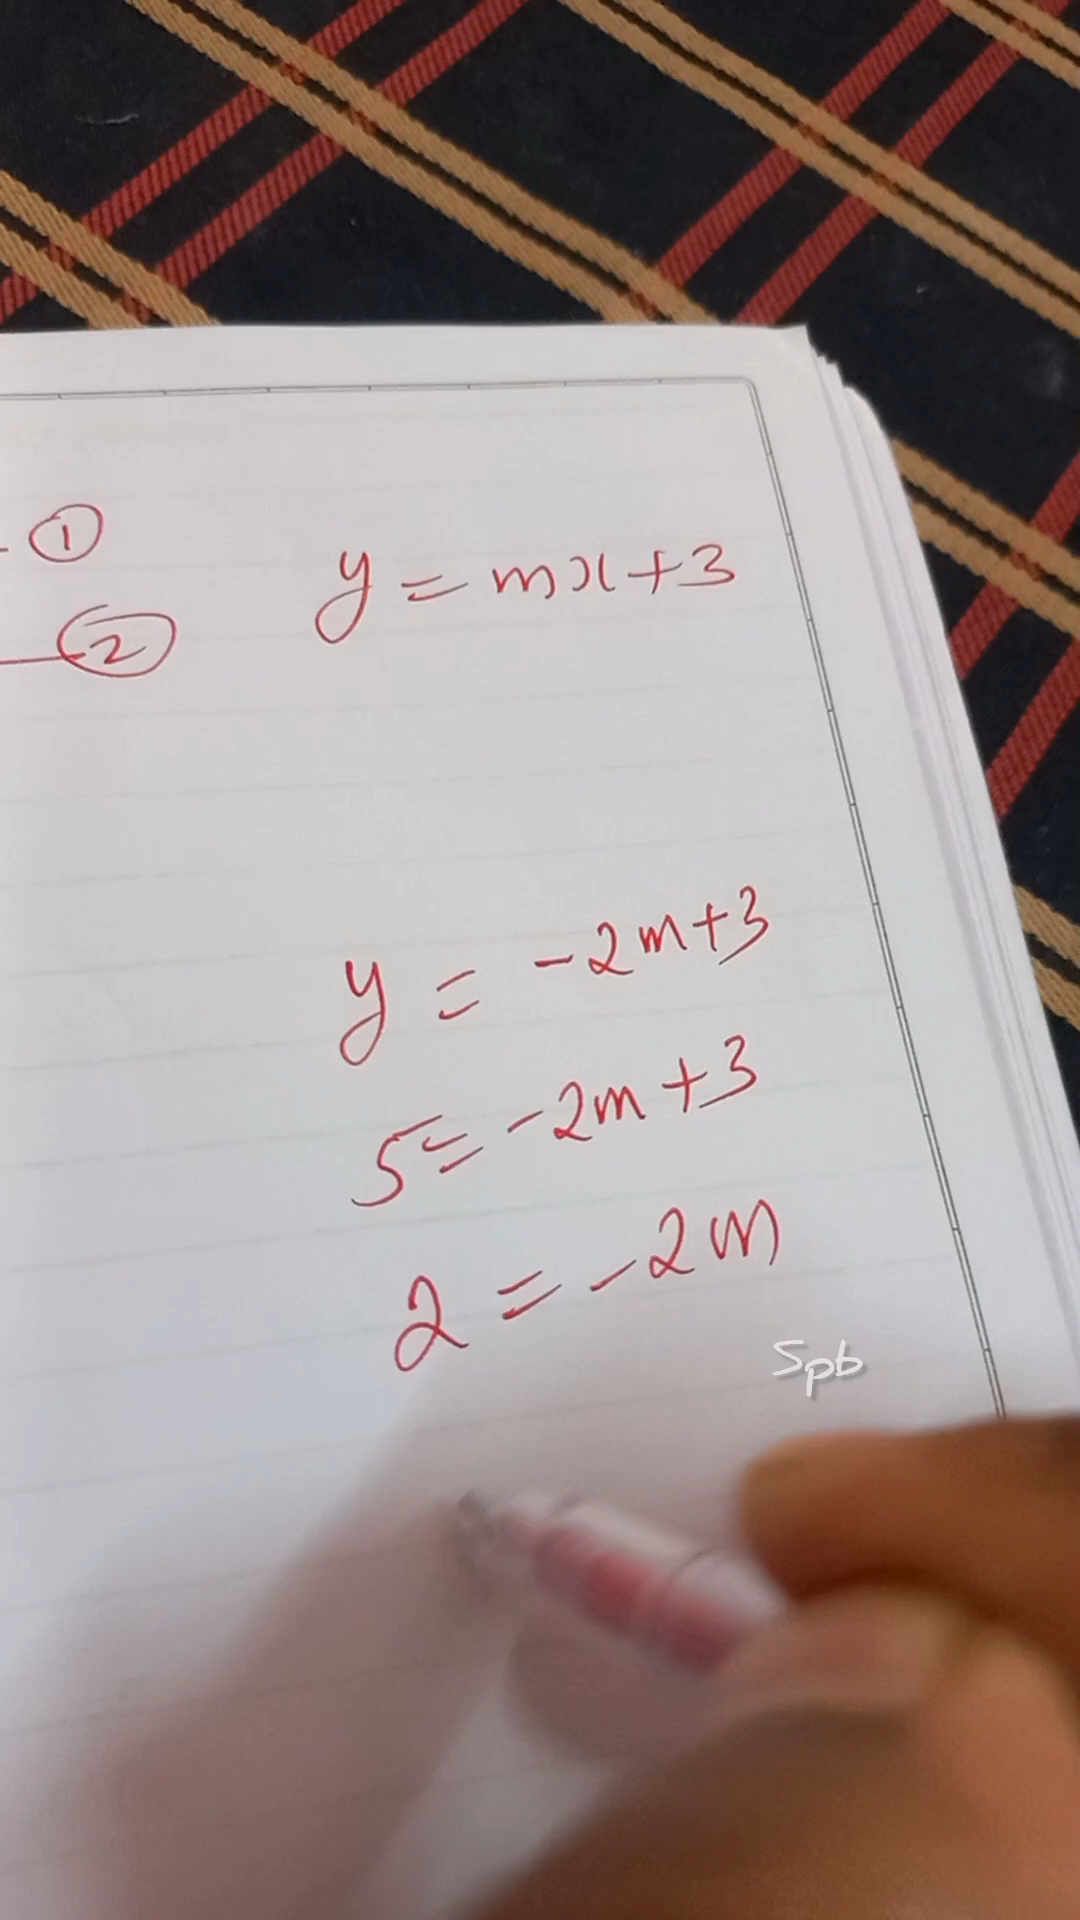 ①
y = mx+3
②
y = -2m+3
5 = -2m+3
2 = -2m
Spb